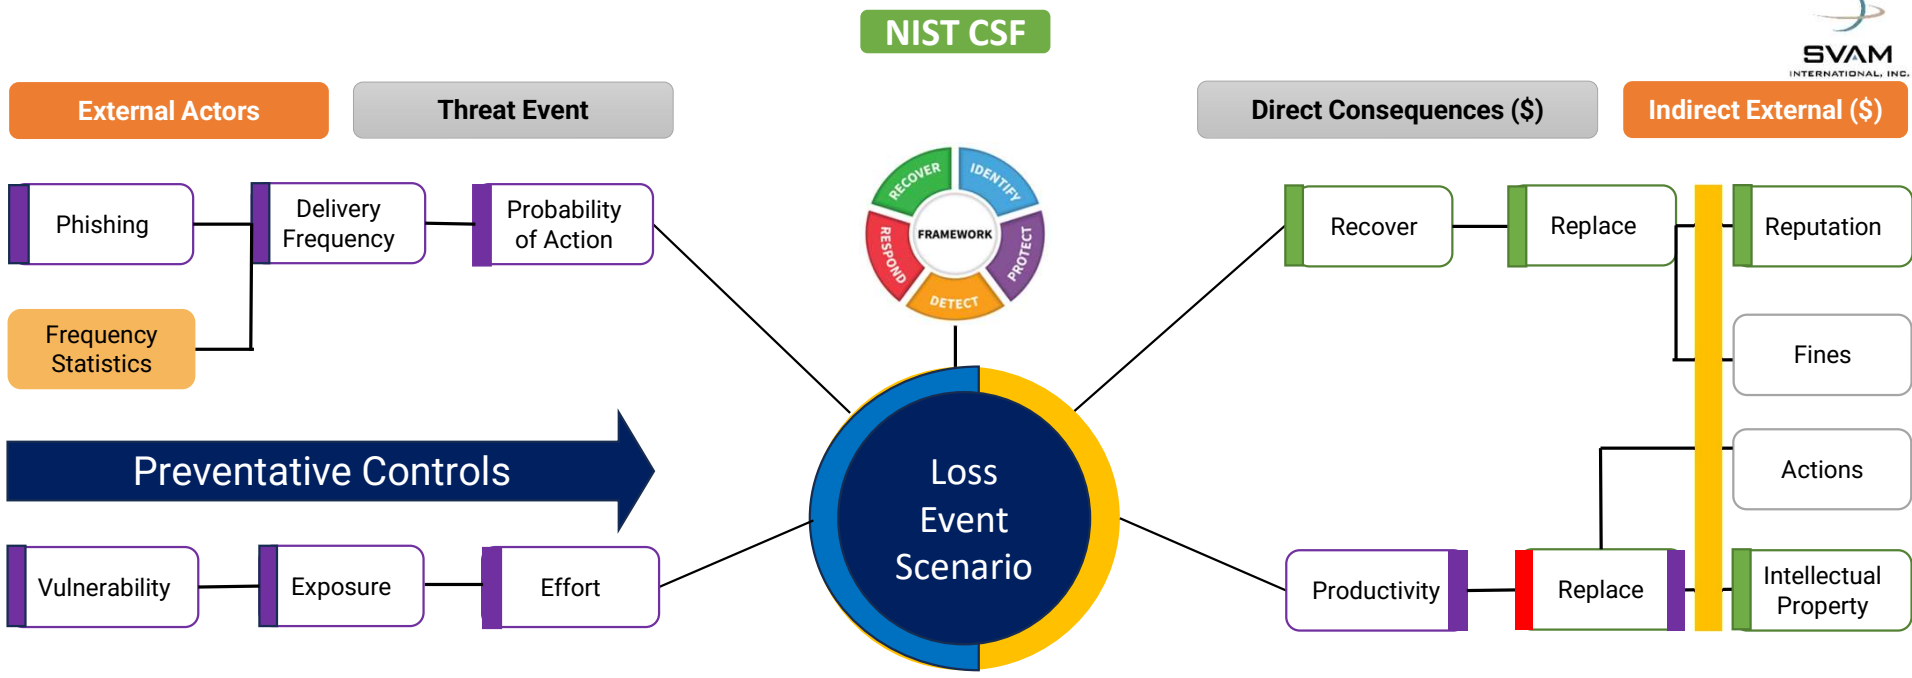 NIST CSF
SVAM
INTERNATIONAL, INC.
External Actors
Threat Event
Direct Consequences ($)
Indirect External ($)
Phishing
Delivery
Frequency
Probability
of Action
RECOVER
IDENTIFY
PROTECT
DETECT
RESPOND
FRAMEWORK
Recover
Replace
Reputation
Frequency
Statistics
Fines
Preventative Controls
Loss
Event
Scenario
Actions
Vulnerability
Exposure
Effort
Productivity
Replace
Intellectual
Property